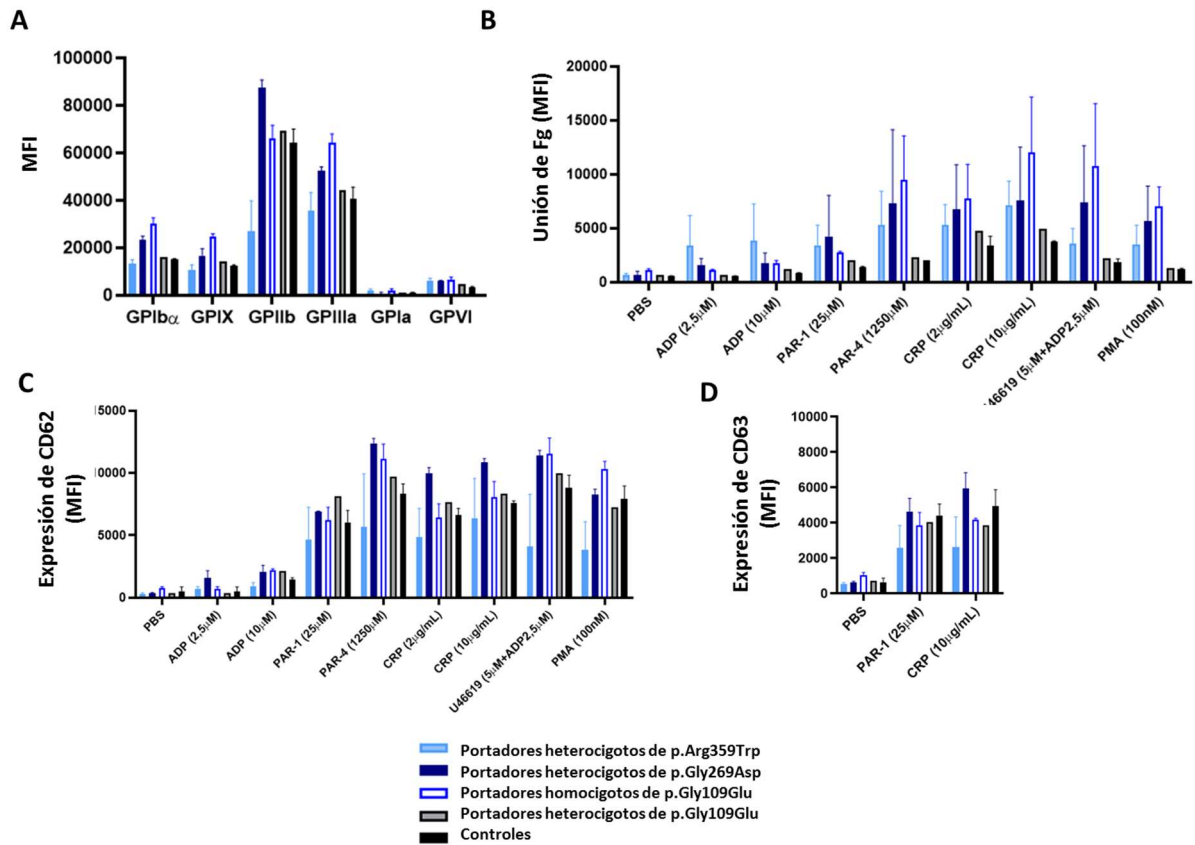 A
MFI
100000
80000
60000
40000
20000
0
GPIbα
GPIX
GPIIb
GPIIIa
GPIa
GPVI
B
Unión de Fg (MFI)
20000
15000
10000
5000
0
PBS
ADP (2,5µM)
ADP (10µM)
PAR-1 (25µM)
PAR-4 (1250µM)
CRP (2µg/mL)
CRP (10µg/mL)
46619 (5µM+ADP2,5µM)
PMA (100nM)
C
Expresión de CD62
(MFI)
15000
10000
5000
0
PBS
ADP (2,5µM)
ADP (10µM)
PAR-1 (25µM)
PAR-4 (1250µM)
CRP (2µg/mL)
CRP (10µg/mL)
U46619 (5µM+ADP2,5µM)
PMA (100nM)
D
Expresión de CD63
(MFI)
10000
8000
6000
4000
2000
0
PBS
PAR-1 (25µM)
CRP (10µg/mL)
Portadores heterocigotos de p.Arg359Trp
Portadores heterocigotos de p.Gly269Asp
Portadores homocigotos de p.Gly109Glu
Portadores heterocigotos de p.Gly109Glu
Controles